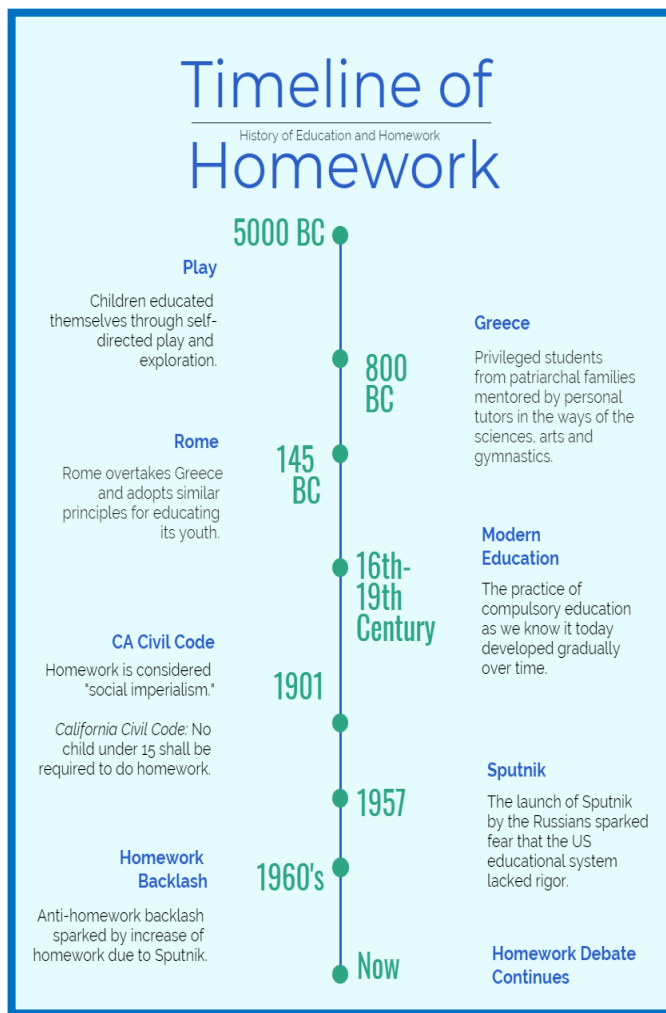 Timeline of
History of Education and Homework
Homework
5000 BC
Play
Children educated
themselves through self-
directed play and
exploration.
800
BC
Greece
Privileged students
from patriarchal families
mentored by personal
tutors in the ways of the
sciences, arts and
gymnastics.
145
BC
Rome
Rome overtakes Greece
and adopts similar
principles for educating
its youth.
16th-
19th
Century
Modern
Education
The practice of
compulsory education
as we know it today
developed gradually
over time.
1901
CA Civil Code
Homework is considered
"social imperialism."
California Civil Code: No
child under 15 shall be
required to do homework.
1957
Sputnik
The launch of Sputnik
by the Russians sparked
fear that the US
educational system
lacked rigor.
1960's
Homework
Backlash
Anti-homework backlash
sparked by increase of
homework due to Sputnik.
Now
Homework Debate
Continues